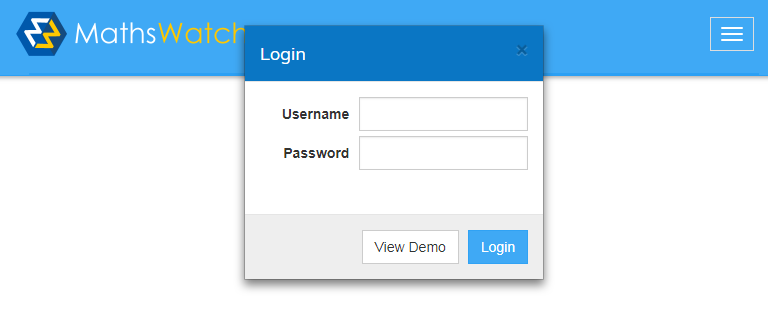 MathsWatch
Login ×
Username
Password
View Demo Login